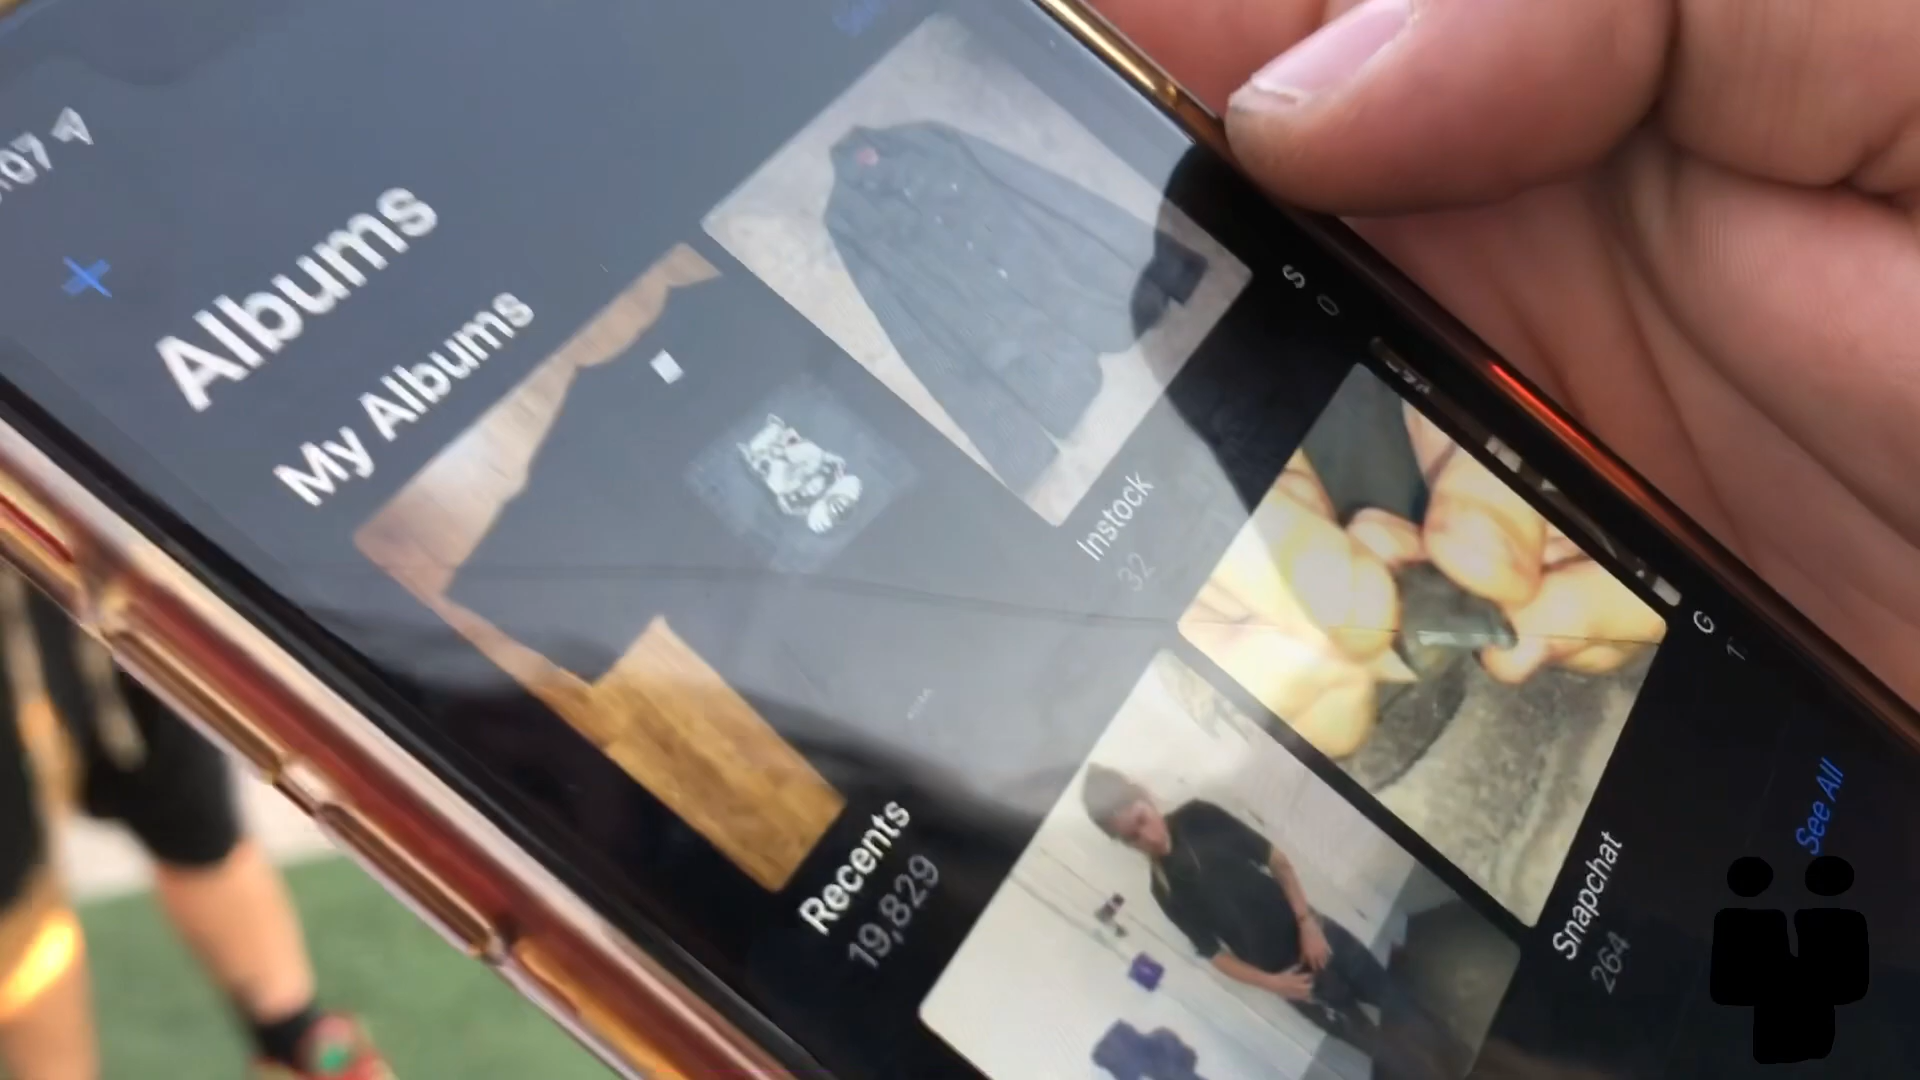 Albums
My Albums
See All
Recents
19,829
Instock
32
Snapchat
264